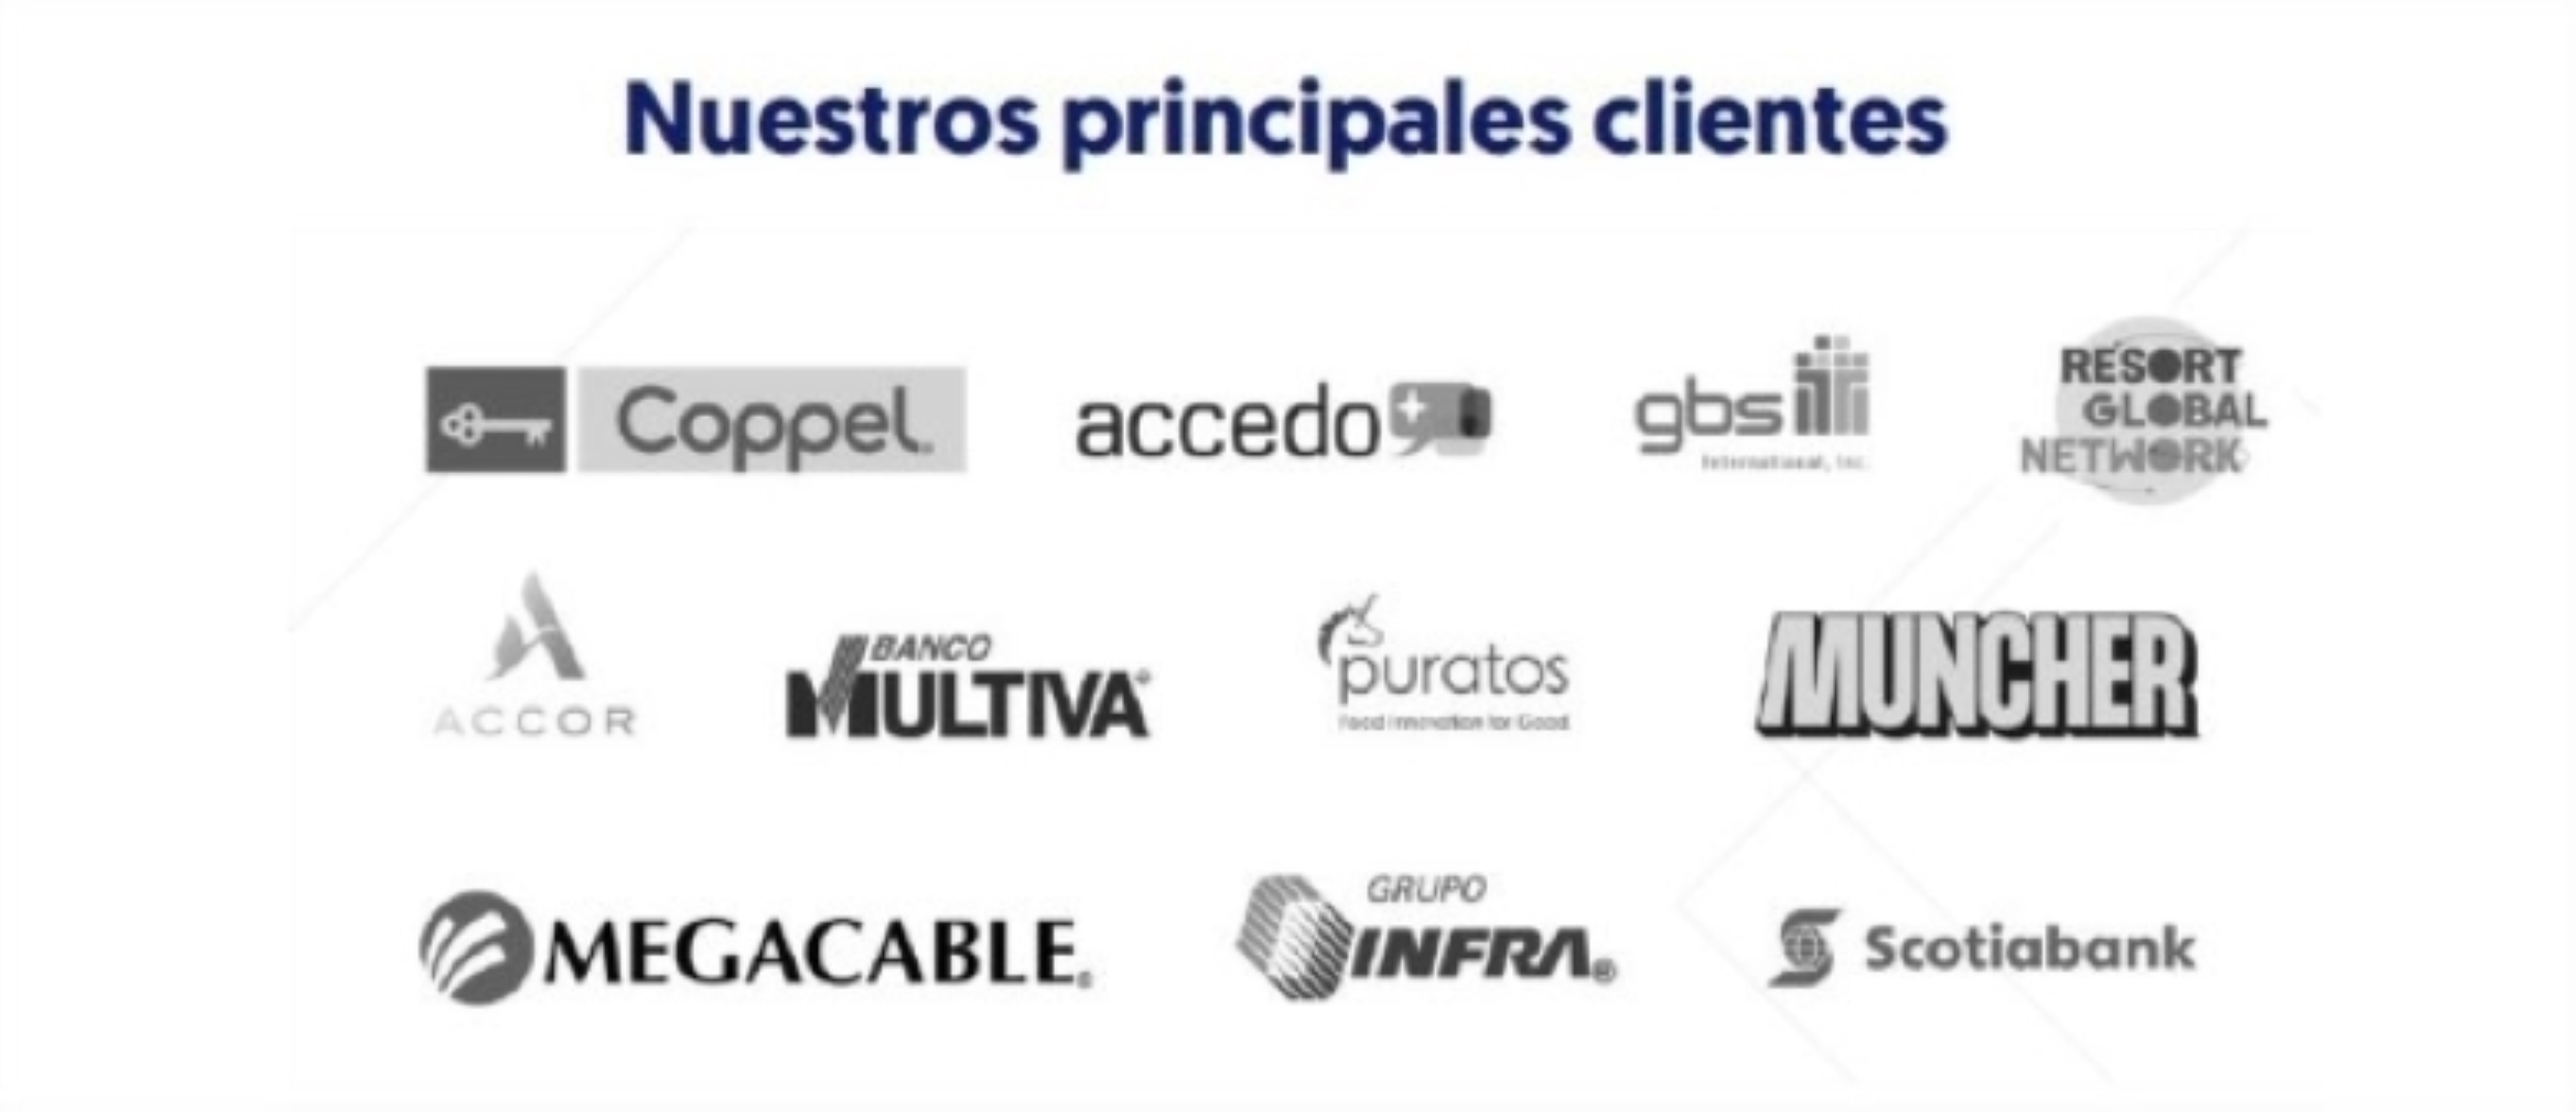 Nuestros principales clientes
Coppel.
accedo
gbs
International, Inc.
RESORT
GLOBAL
NETWORK
ACCOR
BANCO
MULTIVA
puratos
Food Innovation for Good
MUNCHER
MEGACABLE®
GRUPO
INFRA®
Scotiabank